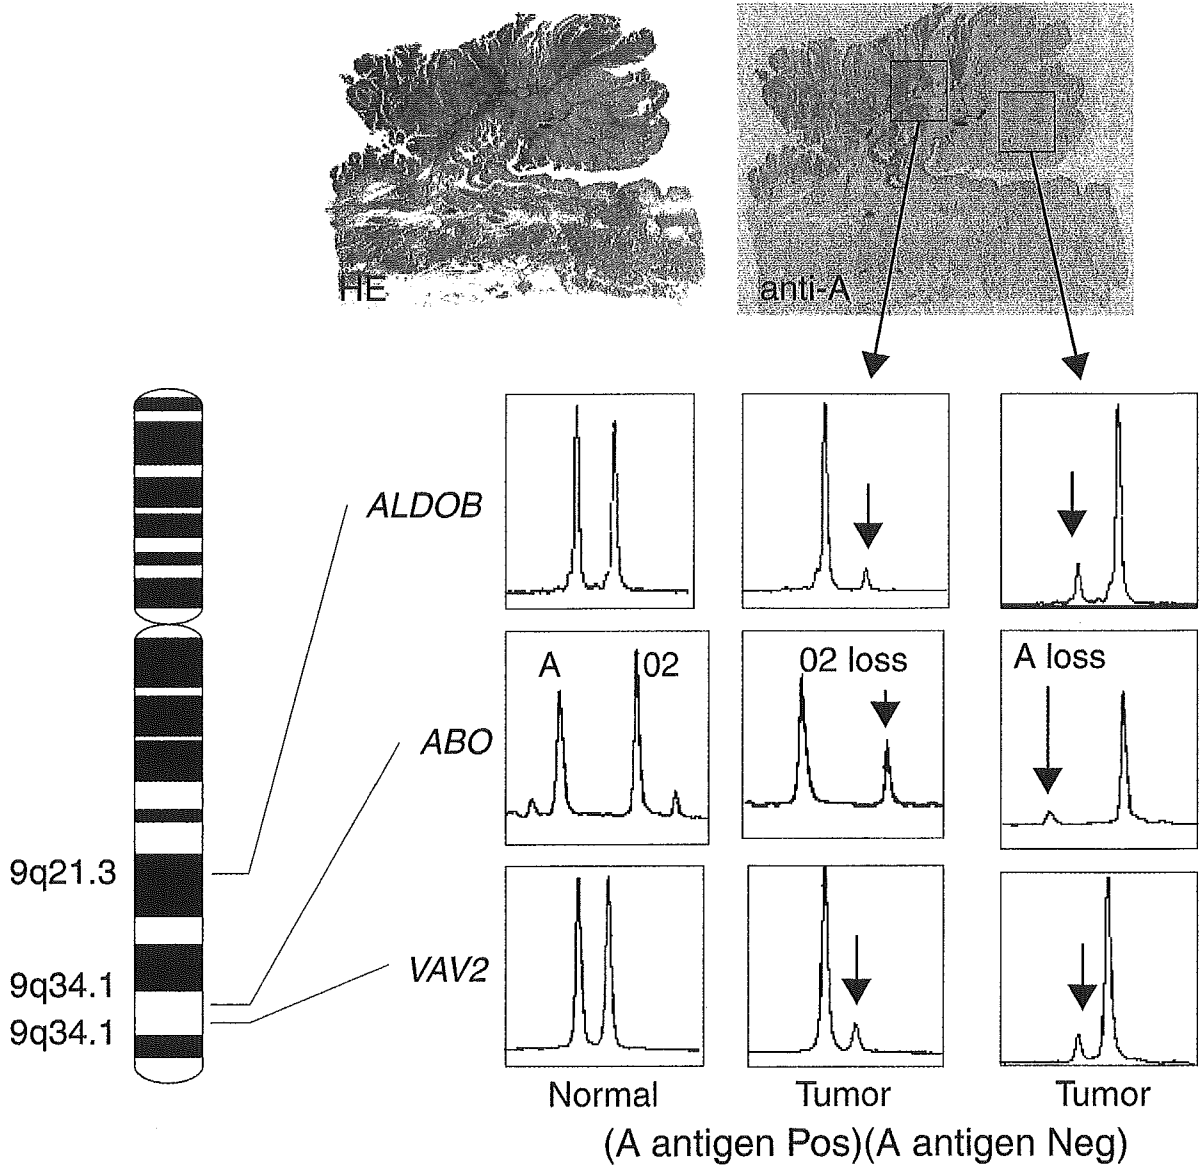 HE
anti-A
ALDOB
A
02
02 loss
A loss
ABO
9q21.3
9q34.1
9q34.1
VAV2
Normal
Tumor
Tumor
(A antigen Pos)(A antigen Neg)